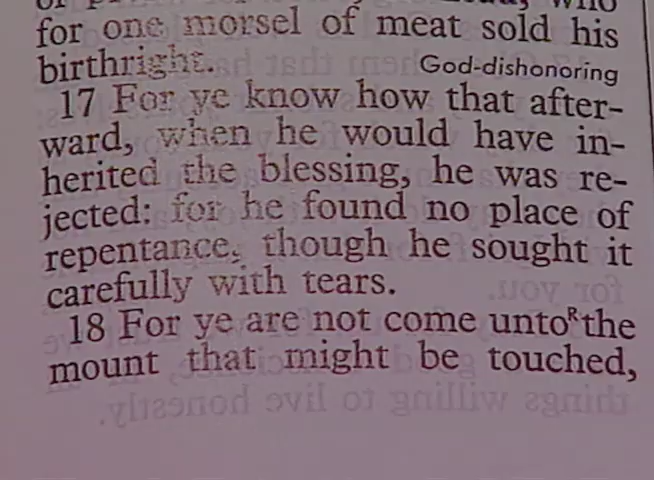 who
for one morsel of meat sold his
birthright. God-dishonoring
17 For ye know how that after-
ward, when he would have in-
herited the blessing, he was re-
jected: for he found no place of
repentance, though he sought it
carefully with tears.
18 For ye are not come untoᴿthe
mount that might be touched,